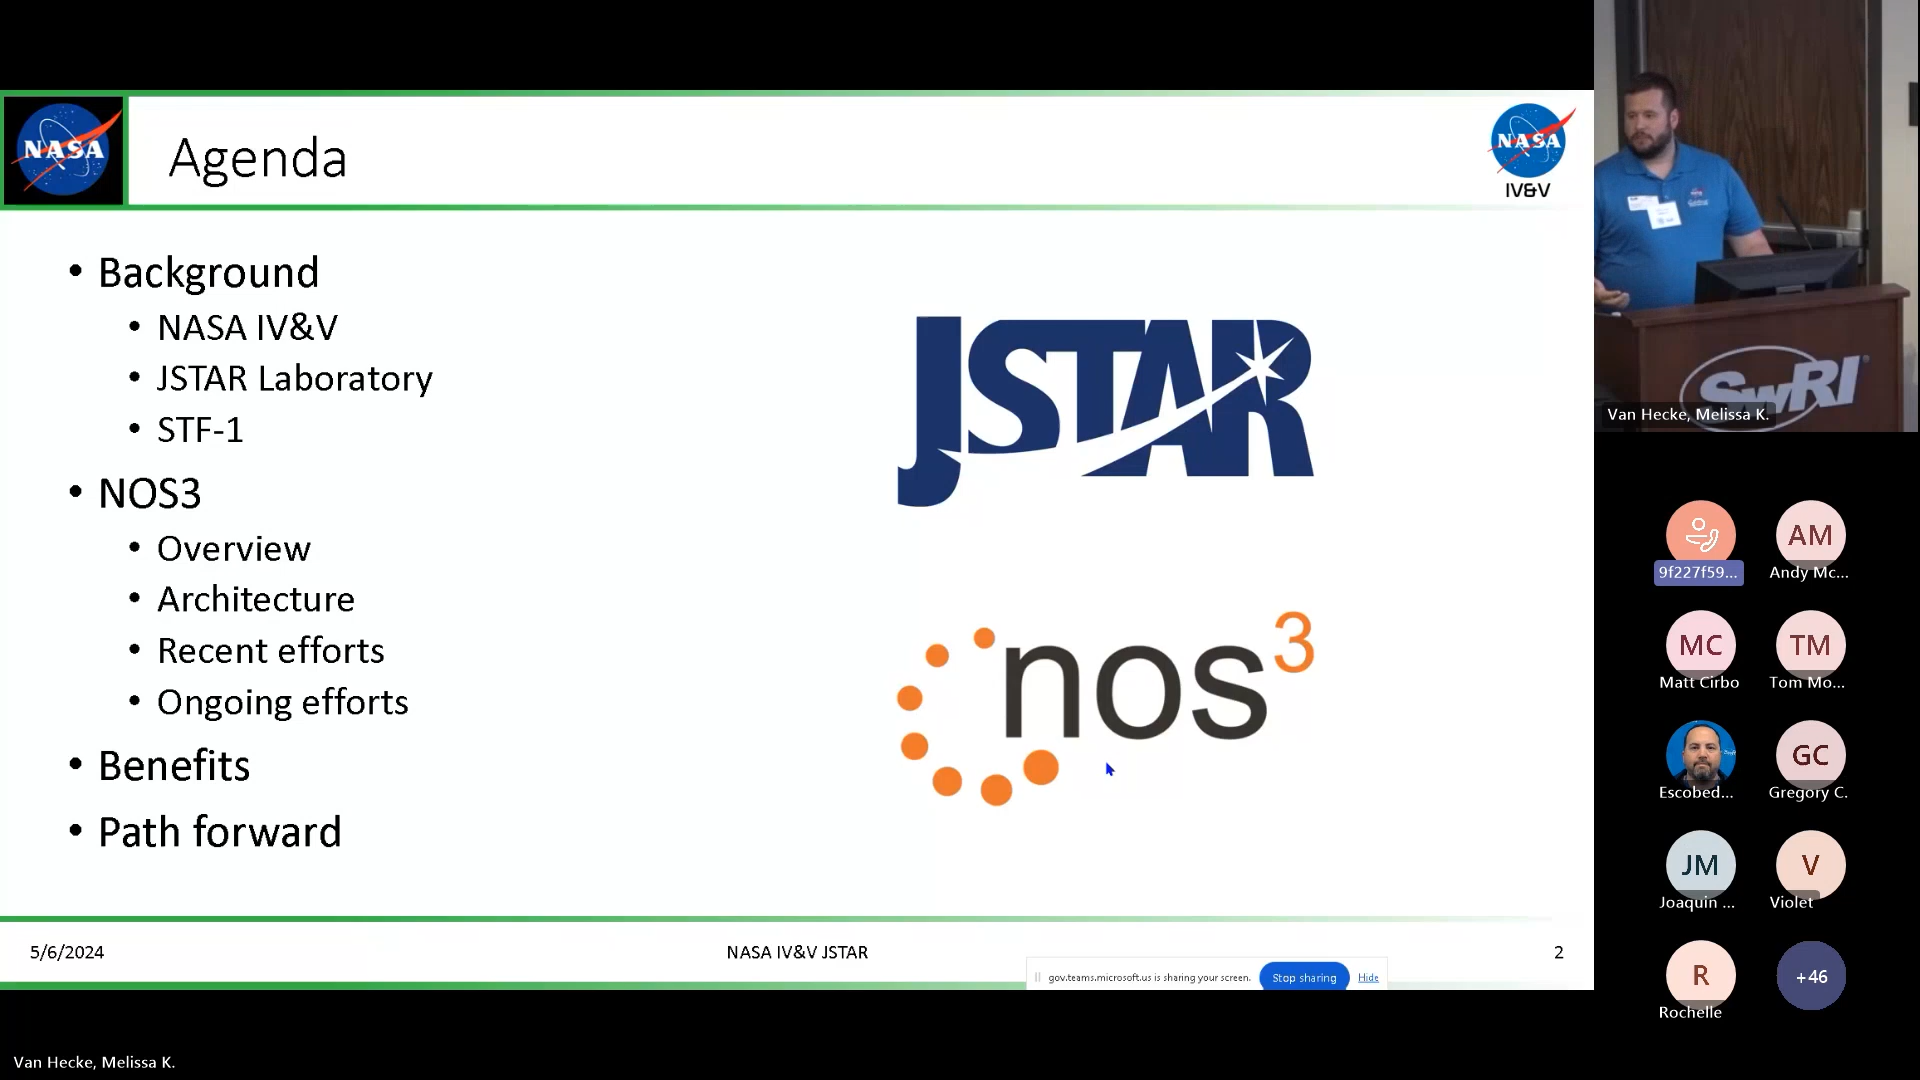 NASA
Agenda
NASA
IV&V
• Background
• NASA IV&V
• JSTAR Laboratory
• STF-1
• NOS3
• Overview
• Architecture
• Recent efforts
• Ongoing efforts
• Benefits
• Path forward
JSTAR
nos3
5/6/2024
NASA IV&V JSTAR
2
gov.teams.microsoft.us is sharing your screen.
Stop sharing
Hide
SwRI
Van Hecke, Melissa K.
9f227f59...
AM
Andy Mc...
MC
Matt Cirbo
TM
Tom Mo...
Escobed...
GC
Gregory C.
JM
Joaquin ...
V
Violet
R
Rochelle
+46
Van Hecke, Melissa K.